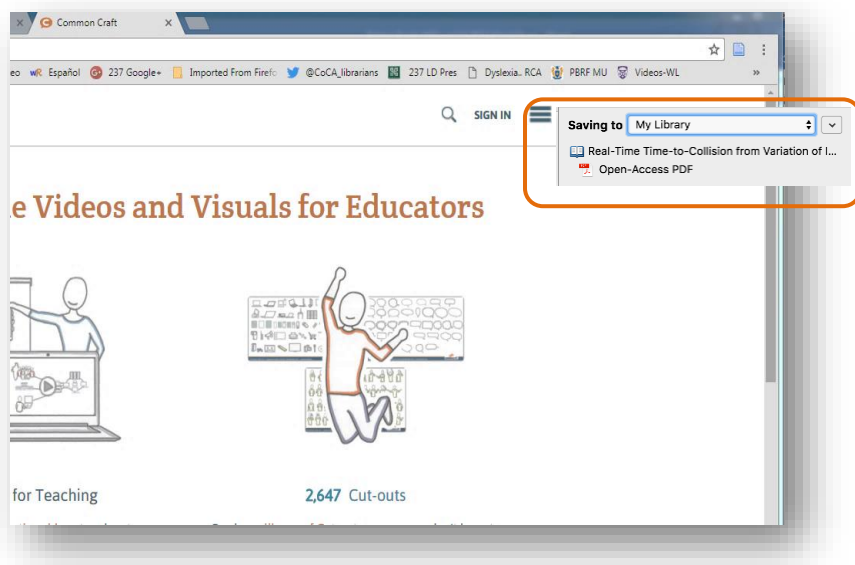 Common Craft
eo wR Español 237 Google+ Imported From Firefo @CoCA_librarians 237 LD Pres Dyslexia.. RCA PBRF MU Videos-WL »
SIGN IN
Saving to My Library
Real-Time Time-to-Collision from Variation of I...
Open-Access PDF
e Videos and Visuals for Educators
for Teaching
2,647 Cut-outs